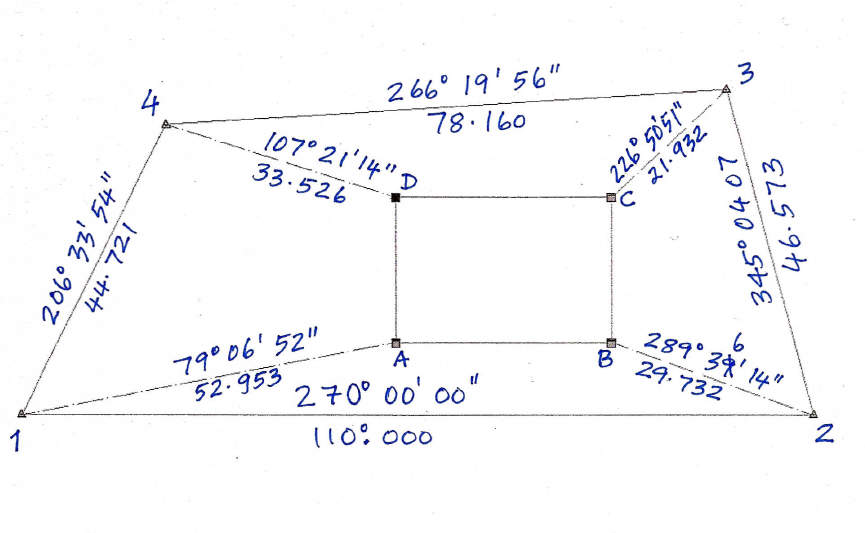 266° 19' 56"
3
4
78.160
107° 21' 14"
33.526
D
226° 50' 51"
21.932
C
345° 04 07
46.573
206° 33' 54"
44.721
79° 06' 52"
52.953
A
B
289° 36' 14"
29.732
270° 00' 00"
1
110.000
2